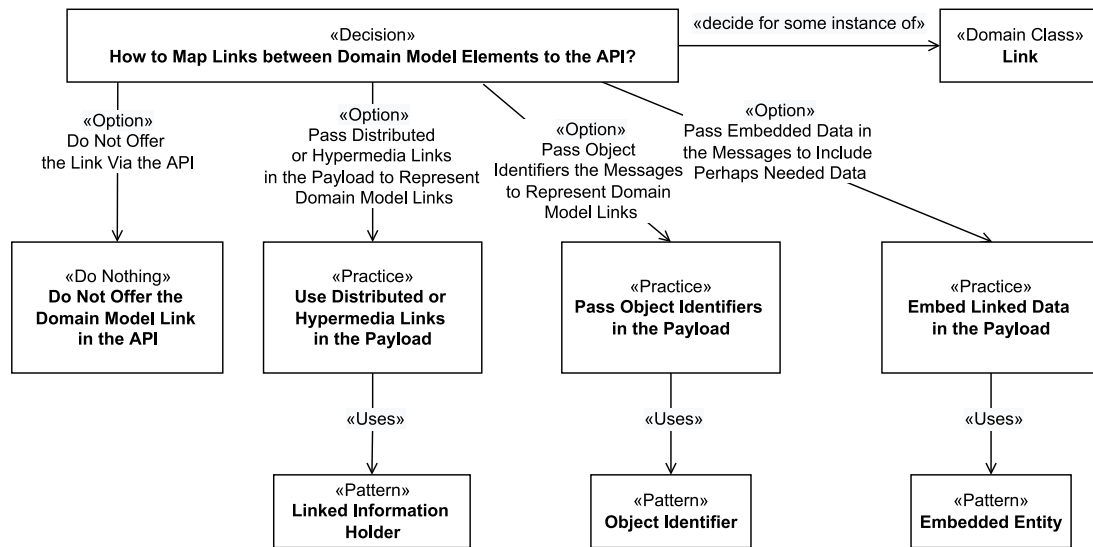 «Decision»
How to Map Links between Domain Model Elements to the API?
«decide for some instance of»
«Domain Class»
Link
«Option»
Do Not Offer
the Link Via the API
«Option»
Pass Distributed
or Hypermedia Links
in the Payload to Represent
Domain Model Links
«Option»
Pass Object
Identifiers the Messages
to Represent Domain
Model Links
«Option»
Pass Embedded Data in
the Messages to Include
Perhaps Needed Data
«Do Nothing»
Do Not Offer the
Domain Model Link
in the API
«Practice»
Use Distributed or
Hypermedia Links
in the Payload
«Practice»
Pass Object Identifiers
in the Payload
«Practice»
Embed Linked Data
in the Payload
«Uses»
«Uses»
«Uses»
«Pattern»
Linked Information
Holder
«Pattern»
Object Identifier
«Pattern»
Embedded Entity